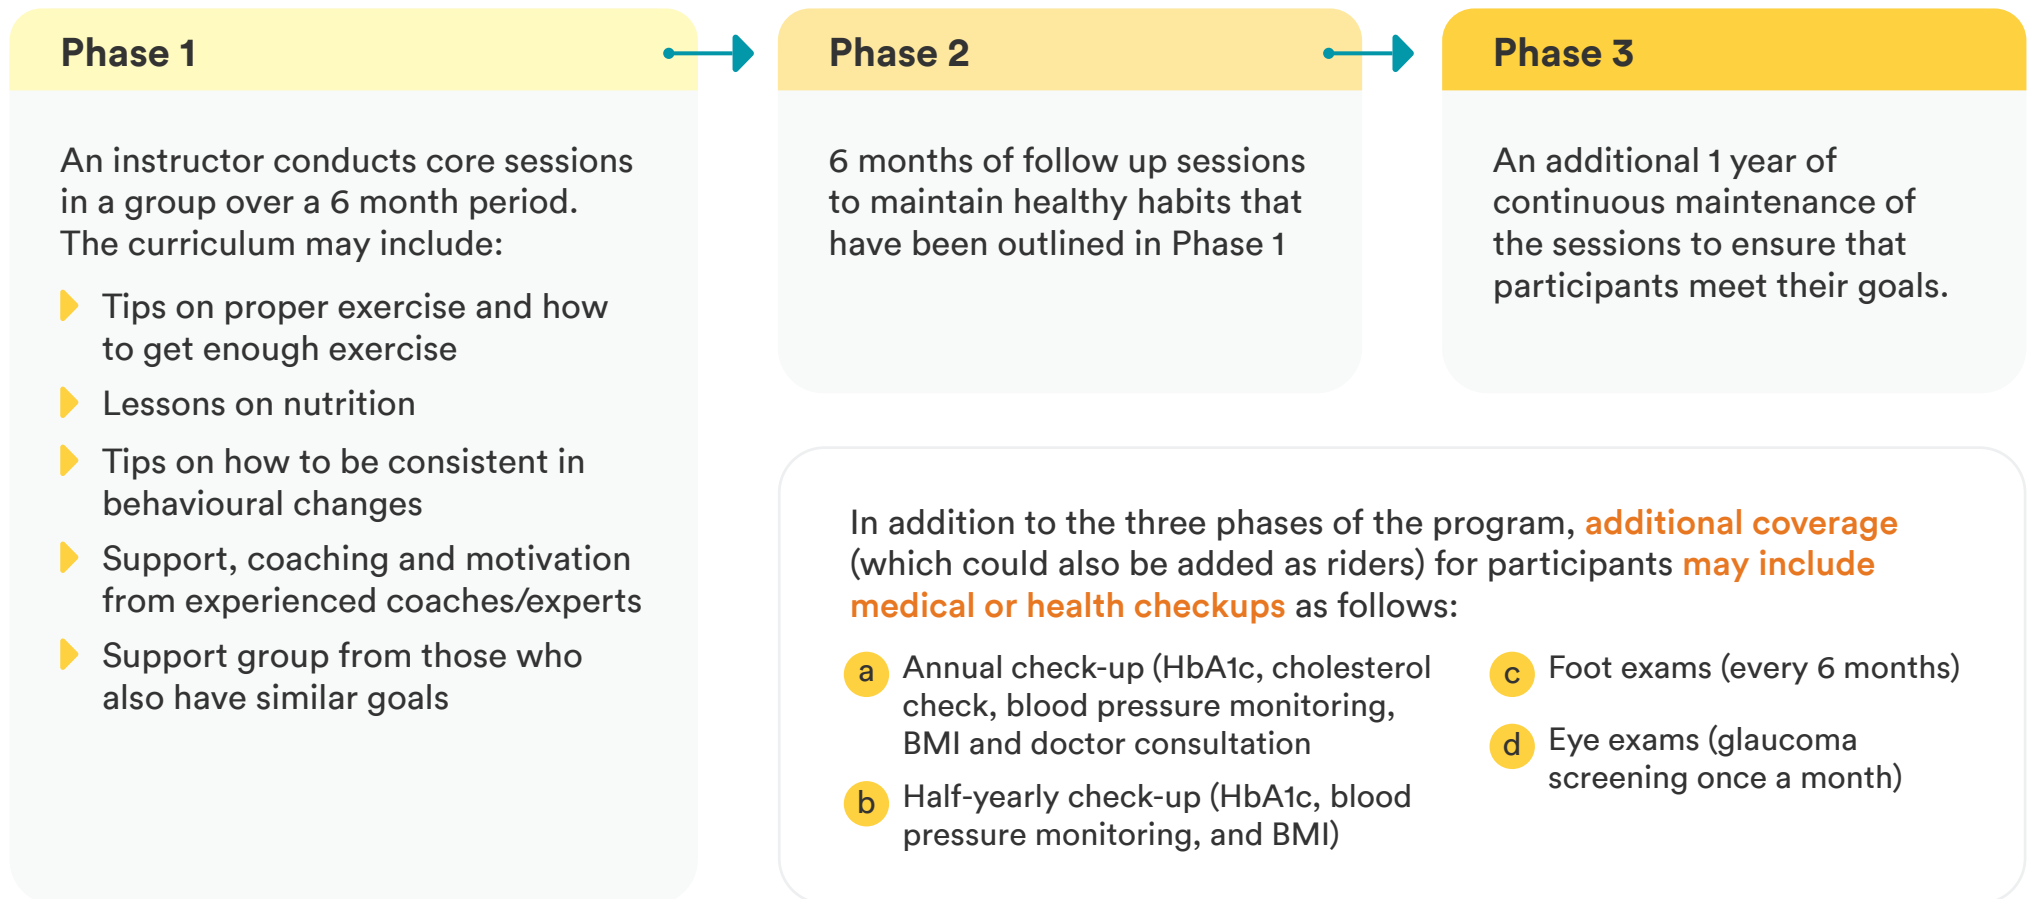 Phase 1
An instructor conducts core sessions
in a group over a 6 month period.
The curriculum may include:
Tips on proper exercise and how
to get enough exercise
Lessons on nutrition
Tips on how to be consistent in
behavioural changes
Support, coaching and motivation
from experienced coaches/experts
Support group from those who
also have similar goals
Phase 2
6 months of follow up sessions
to maintain healthy habits that
have been outlined in Phase 1
Phase 3
An additional 1 year of
continuous maintenance of
the sessions to ensure that
participants meet their goals.
In addition to the three phases of the program, additional coverage
(which could also be added as riders) for participants may include
medical or health checkups as follows:
a Annual check-up (HbA1c, cholesterol
check, blood pressure monitoring,
BMI and doctor consultation
b Half-yearly check-up (HbA1c, blood
pressure monitoring, and BMI)
c Foot exams (every 6 months)
d Eye exams (glaucoma
screening once a month)